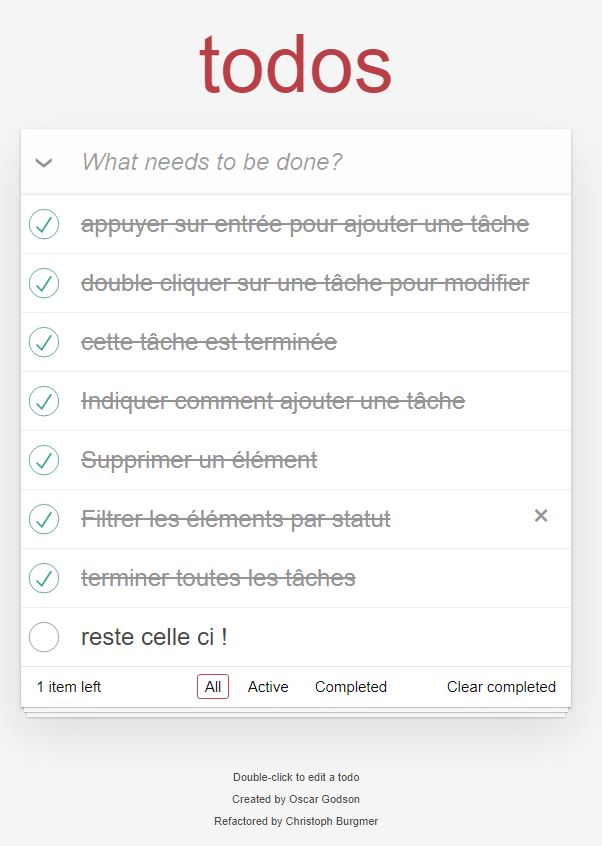 todos
What needs to be done?
appuyer sur entrée pour ajouter une tâche
double cliquer sur une tâche pour modifier
cette tâche est terminée
Indiquer comment ajouter une tâche
Supprimer un élément
Filtrer les éléments par statut
terminer toutes les tâches
reste celle ci !
1 item left All Active Completed Clear completed
Double-click to edit a todo
Created by Oscar Godson
Refactored by Christoph Burgmer